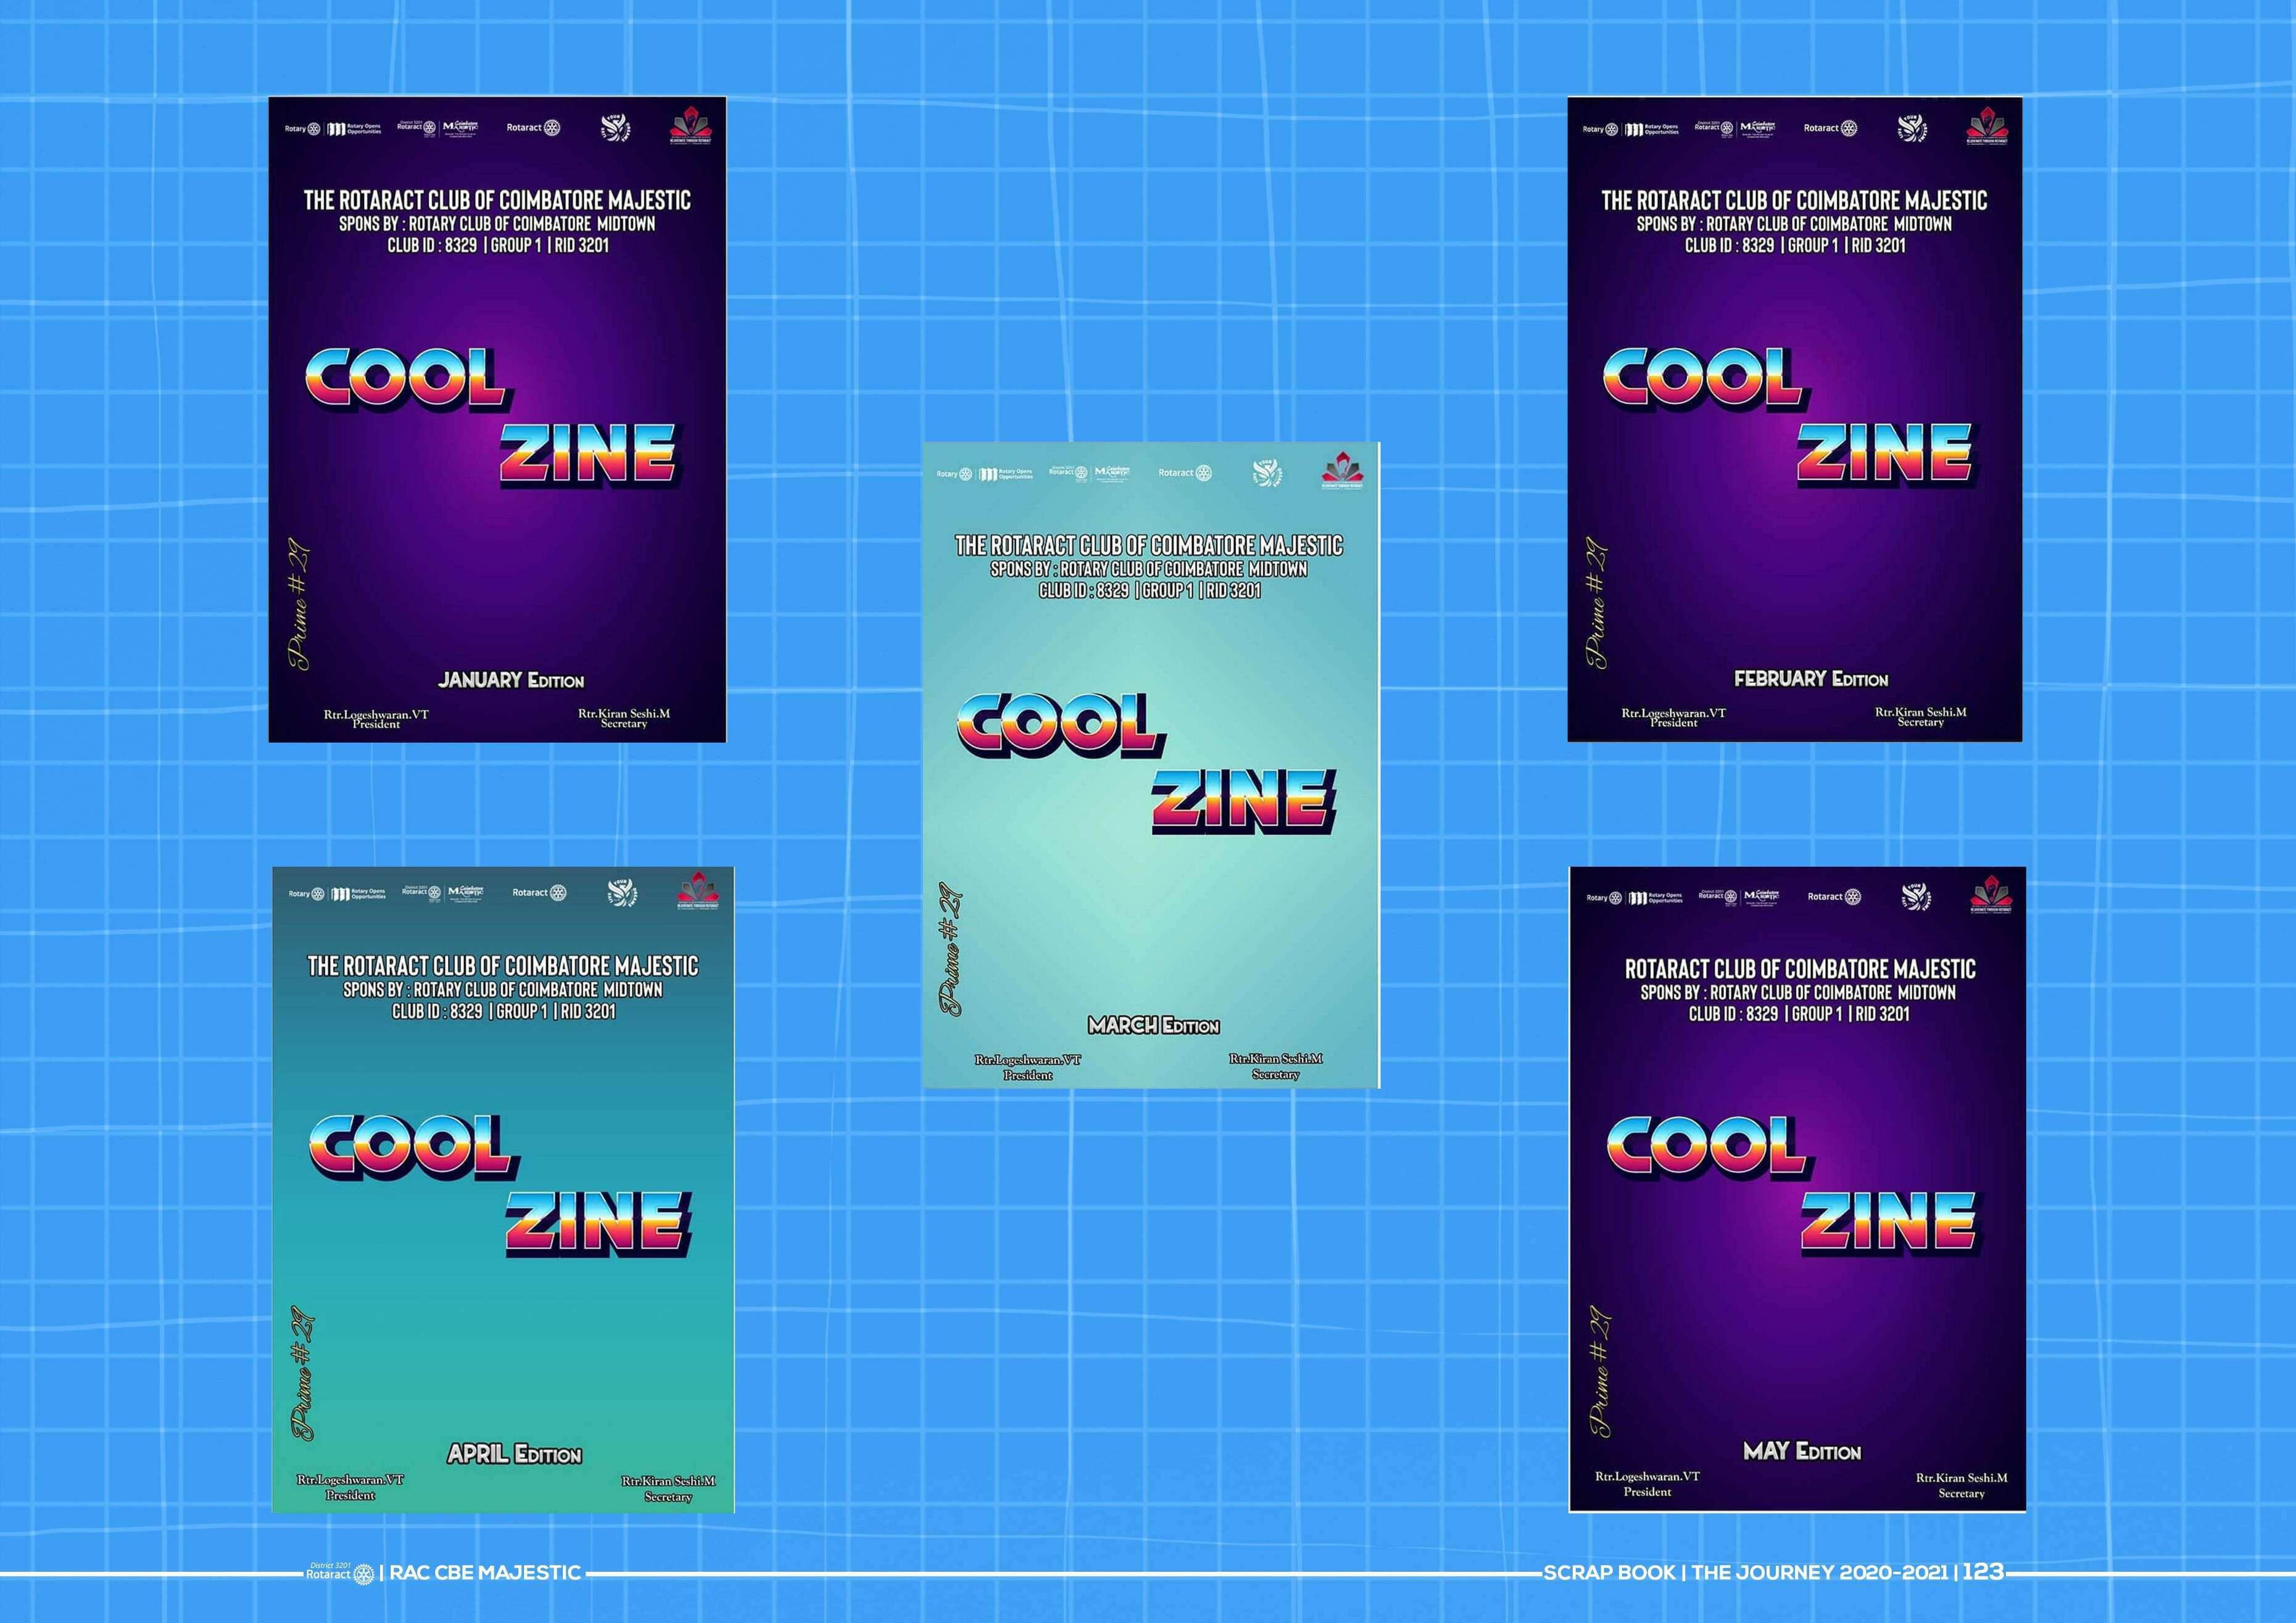 Rotary | Rotary Opens
Opportunities
District 3201
Rotaract | Coimbatore
MAJESTIC
Rotaract
THE ROTARACT CLUB OF COIMBATORE MAJESTIC
SPONS BY : ROTARY CLUB OF COIMBATORE MIDTOWN
CLUB ID : 8329 | GROUP 1 | RID 3201
COOL
ZINE
Prime # 29
JANUARY EDITION
Rtr.Logeshwaran.VT
President
Rtr.Kiran Seshi.M
Secretary
Rotary | Rotary Opens
Opportunities
District 3201
Rotaract | Coimbatore
MAJESTIC
Rotaract
THE ROTARACT CLUB OF COIMBATORE MAJESTIC
SPONS BY : ROTARY CLUB OF COIMBATORE MIDTOWN
CLUB ID : 8329 | GROUP 1 | RID 3201
COOL
ZINE
Prime # 29
FEBRUARY EDITION
Rtr.Logeshwaran.VT
President
Rtr.Kiran Seshi.M
Secretary
Rotary | Rotary Opens
Opportunities
District 3201
Rotaract | Coimbatore
MAJESTIC
Rotaract
THE ROTARACT CLUB OF COIMBATORE MAJESTIC
SPONS BY : ROTARY CLUB OF COIMBATORE MIDTOWN
CLUB ID : 8329 | GROUP 1 | RID 3201
COOL
ZINE
Prime # 29
MARCH EDITION
Rtr.Logeshwaran.VT
President
Rtr.Kiran Seshi.M
Secretary
Rotary | Rotary Opens
Opportunities
District 3201
Rotaract | Coimbatore
MAJESTIC
Rotaract
THE ROTARACT CLUB OF COIMBATORE MAJESTIC
SPONS BY : ROTARY CLUB OF COIMBATORE MIDTOWN
CLUB ID : 8329 | GROUP 1 | RID 3201
COOL
ZINE
Prime # 29
APRIL EDITION
Rtr.Logeshwaran.VT
President
Rtr.Kiran Seshi.M
Secretary
Rotary | Rotary Opens
Opportunities
District 3201
Rotaract | Coimbatore
MAJESTIC
Rotaract
ROTARACT CLUB OF COIMBATORE MAJESTIC
SPONS BY : ROTARY CLUB OF COIMBATORE MIDTOWN
CLUB ID : 8329 | GROUP 1 | RID 3201
COOL
ZINE
Prime # 29
MAY EDITION
Rtr.Logeshwaran.VT
President
Rtr.Kiran Seshi.M
Secretary
District 3201
Rotaract | RAC CBE MAJESTIC
SCRAP BOOK | THE JOURNEY 2020-2021 | 123